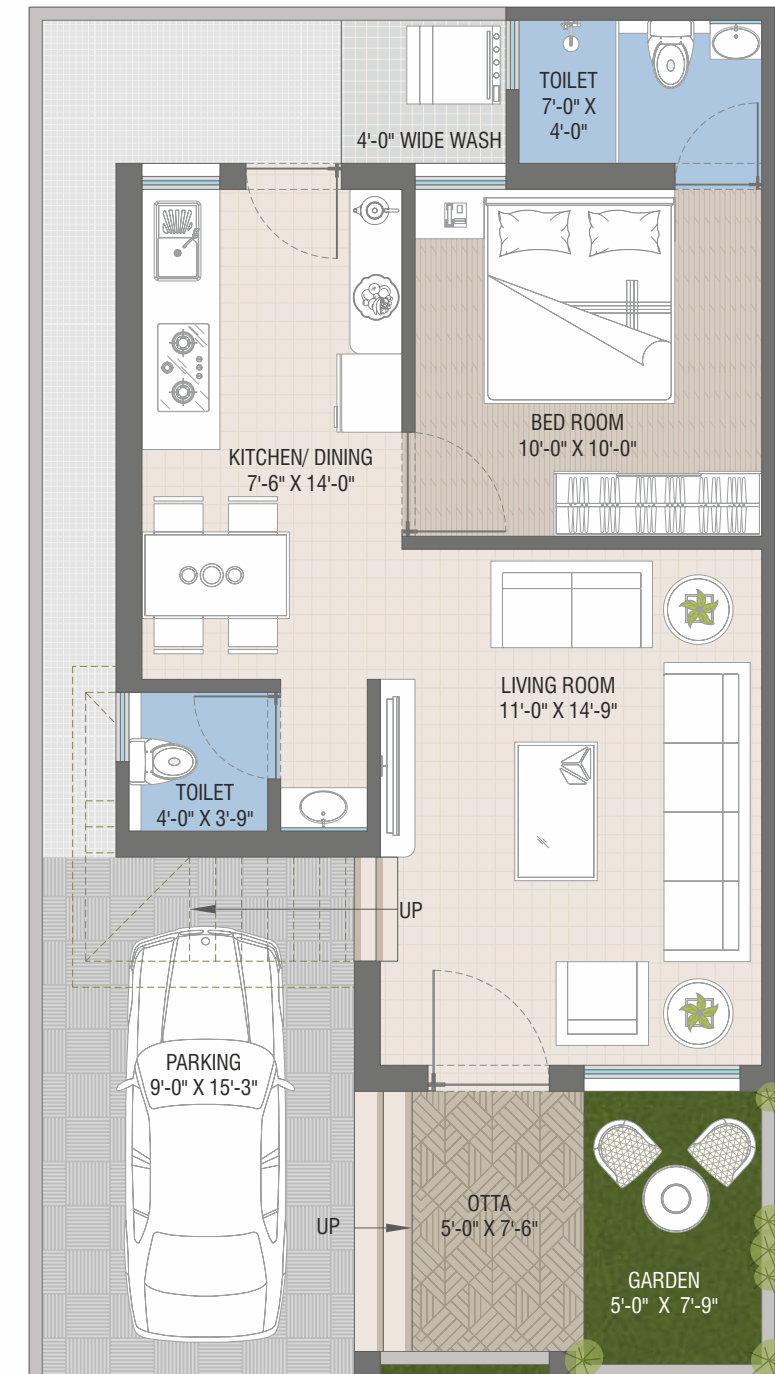 TOILET
7'-0" X
4'-0"
4'-0" WIDE WASH
BED ROOM
10'-0" X 10'-0"
KITCHEN/ DINING
7'-6" X 14'-0"
LIVING ROOM
11'-0" X 14'-9"
TOILET
4'-0" X 3'-9"
UP
PARKING
9'-0" X 15'-3"
OTTA
5'-0" X 7'-6"
UP
GARDEN
5'-0" X 7'-9"